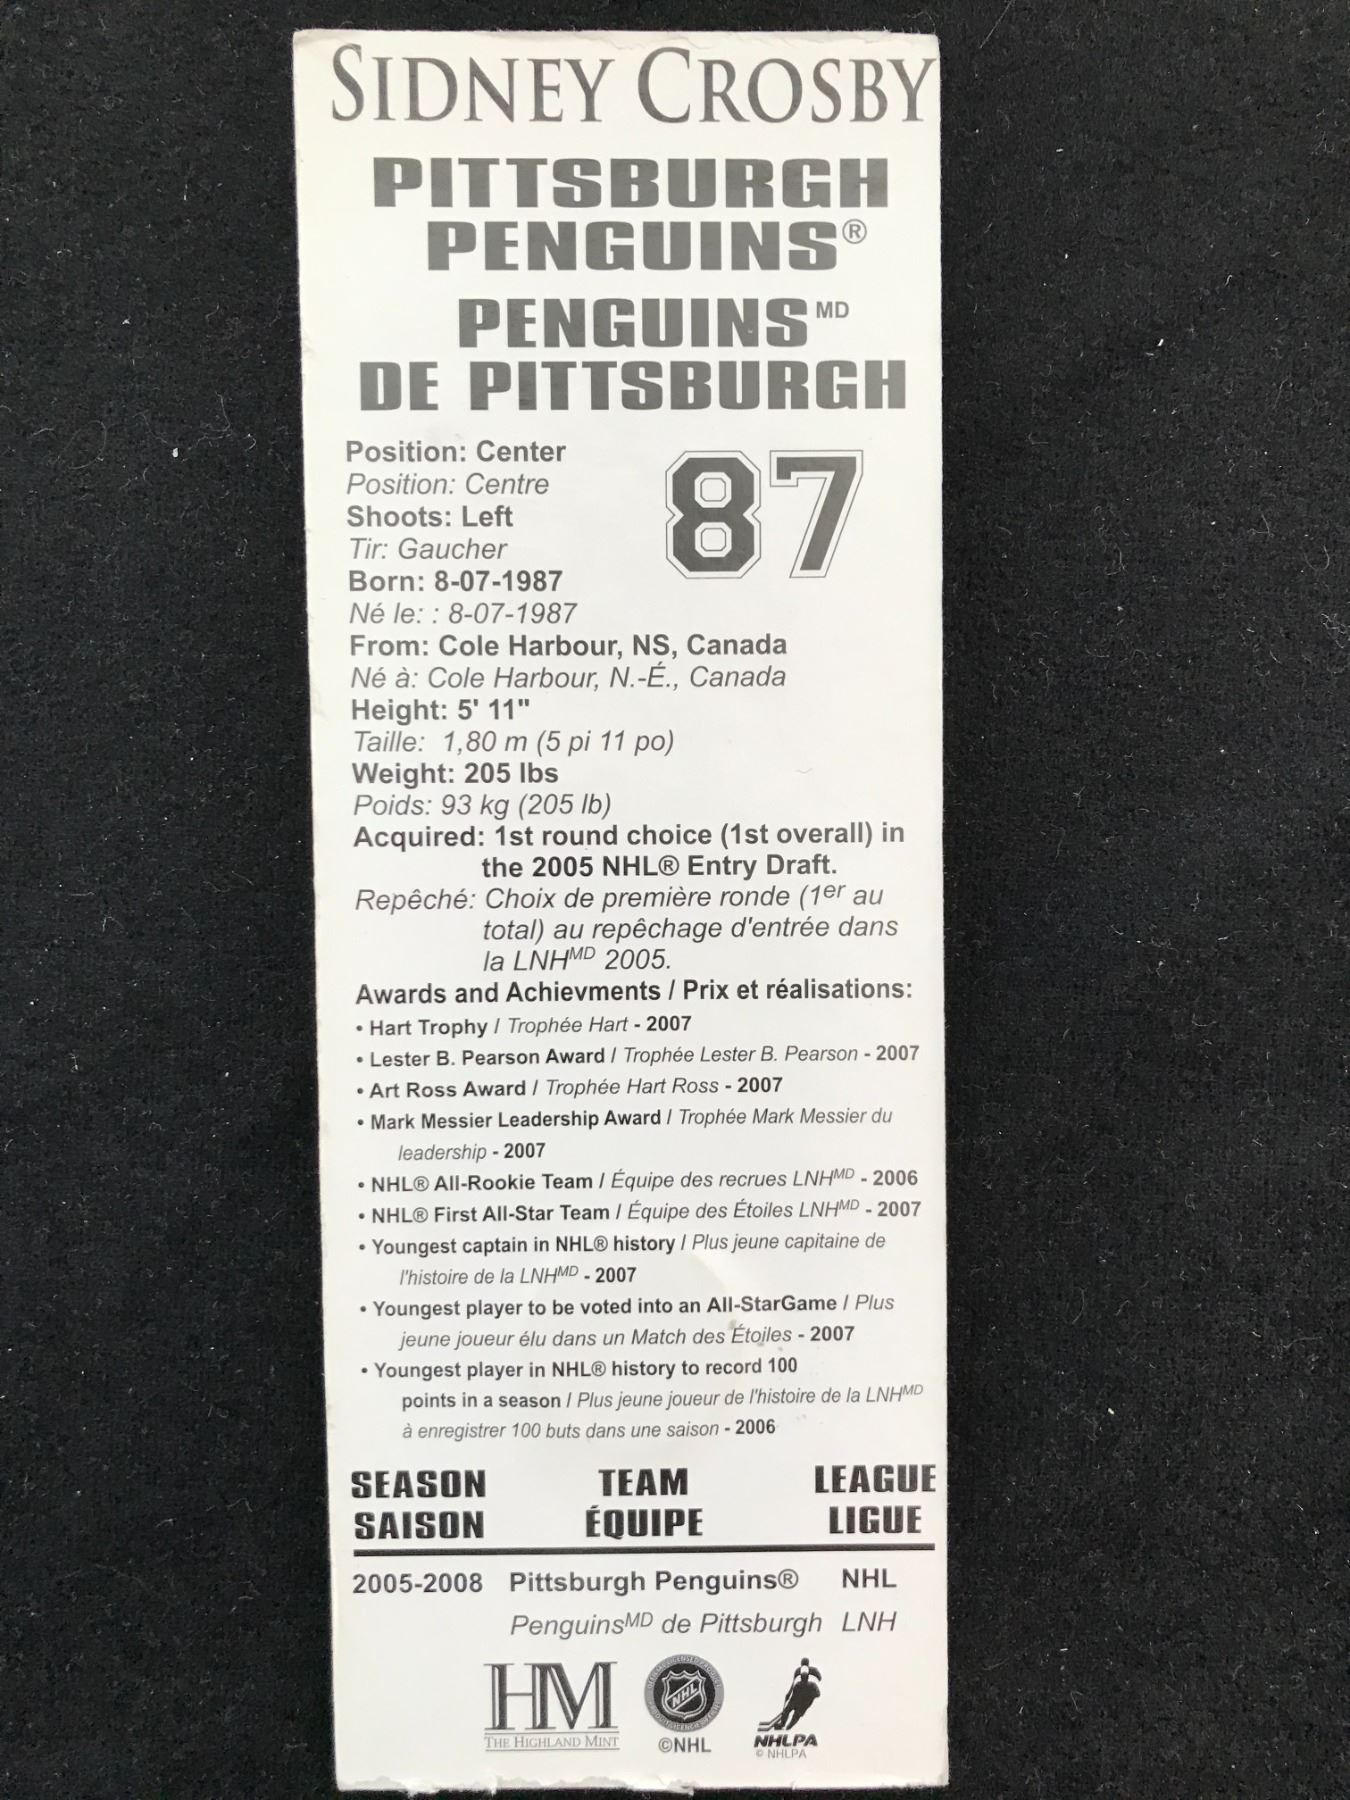 SIDNEY CROSBY
PITTSBURGH
PENGUINS®
PENGUINS MD
DE PITTSBURGH
87
Position: Center
Position: Centre
Shoots: Left
Tir: Gaucher
Born: 8-07-1987
Né le: : 8-07-1987
From: Cole Harbour, NS, Canada
Né à: Cole Harbour, N.-É., Canada
Height: 5' 11"
Taille: 1,80 m (5 pi 11 po)
Weight: 205 lbs
Poids: 93 kg (205 lb)
Acquired: 1st round choice (1st overall) in
the 2005 NHL® Entry Draft.
Repêché: Choix de première ronde (1er au
total) au repêchage d'entrée dans
la LNHMD 2005.
Awards and Achievments / Prix et réalisations:
• Hart Trophy / Trophée Hart - 2007
• Lester B. Pearson Award / Trophée Lester B. Pearson - 2007
• Art Ross Award / Trophée Hart Ross - 2007
• Mark Messier Leadership Award / Trophée Mark Messier du
leadership - 2007
• NHL® All-Rookie Team / Équipe des recrues LNHMD - 2006
• NHL® First All-Star Team / Équipe des Étoiles LNHMD - 2007
• Youngest captain in NHL® history / Plus jeune capitaine de
l'histoire de la LNHMD - 2007
• Youngest player to be voted into an All-StarGame / Plus
jeune joueur élu dans un Match des Étoiles - 2007
• Youngest player in NHL® history to record 100
points in a season / Plus jeune joueur de l'histoire de la LNHMD
à enregistrer 100 buts dans une saison - 2006
SEASON TEAM LEAGUE
SAISON ÉQUIPE LIGUE
2005-2008 Pittsburgh Penguins® NHL
PenguinsMD de Pittsburgh LNH
HM
THE HIGHLAND MINT
NHL
©NHL
NHLPA
© NHLPA